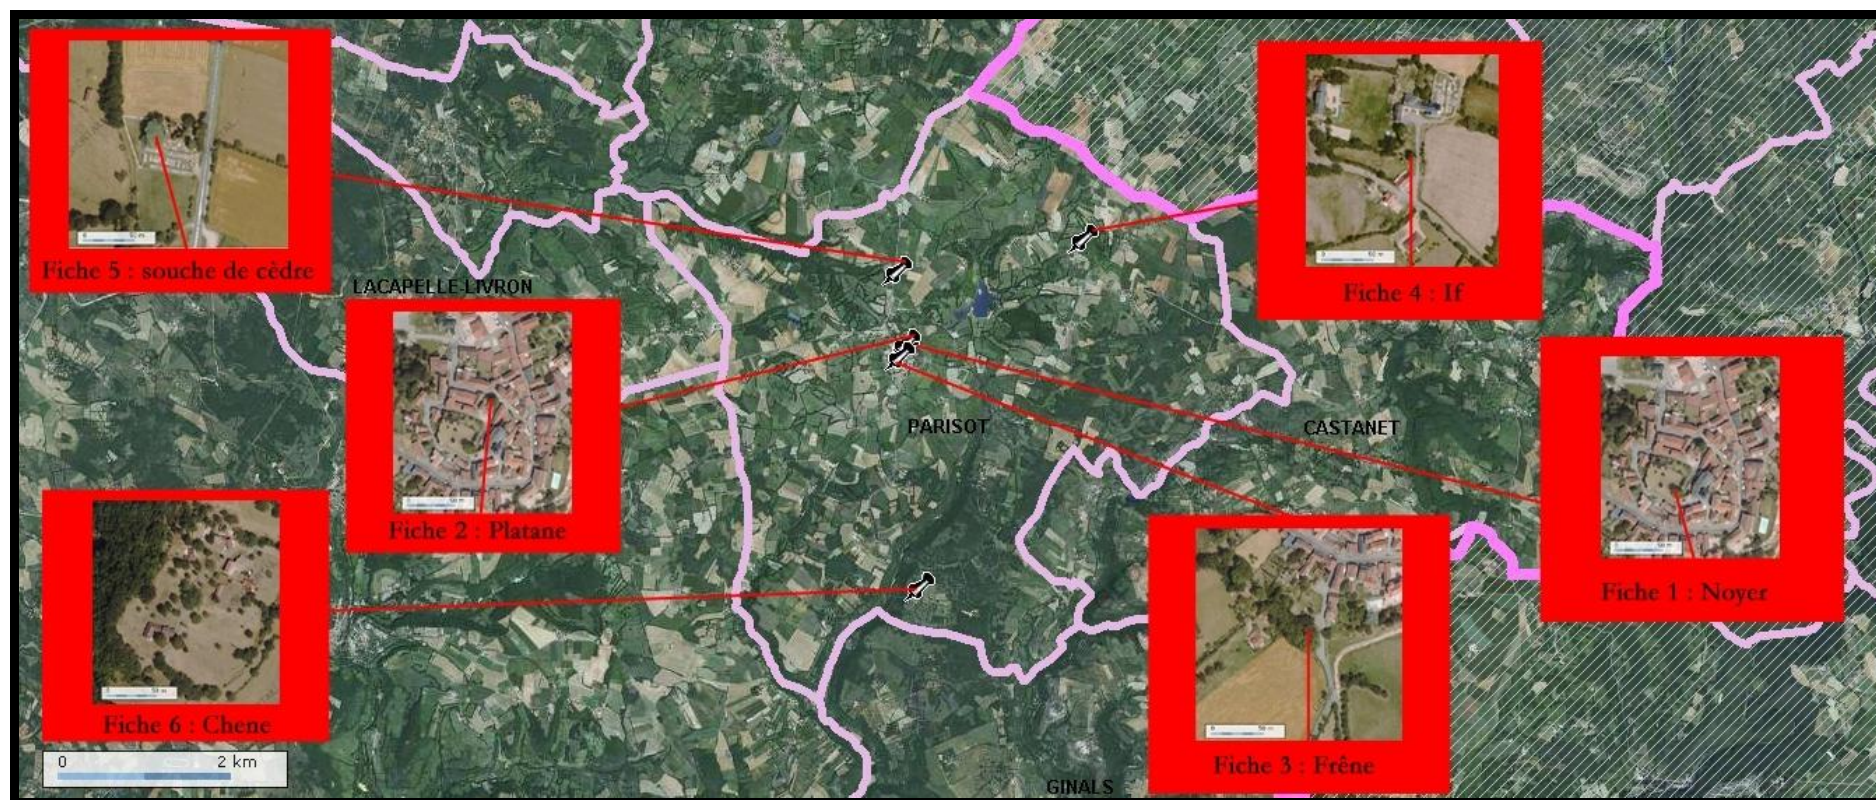 Fiche 5 : souche de cèdre
Fiche 4 : If
LACAPELLE-LIVRON
Fiche 2 : Platane
PARISOT
CASTANET
Fiche 1 : Noyer
Fiche 6 : Chene
Fiche 3 : Frêne
0 2 km
GINALS